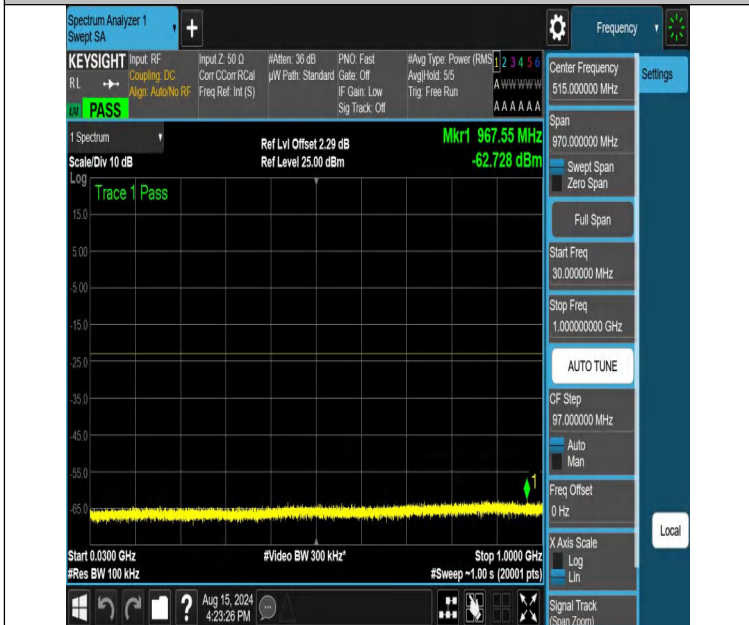 Spectrum Analyzer 1
Swept SA
Frequency
KEYSIGHT
RL
PASS
Input: RF
Coupling: DC
Align: Auto/No RF
Input Z: 50 Ω
Corr CCorr RCal
Freq Ref: Int (S)
#Atten: 36 dB
µW Path: Standard
PNO: Fast
Gate: Off
IF Gain: Low
Sig Track: Off
#Avg Type: Power (RMS
Avg|Hold: 5/5
Trig: Free Run
1 2 3 4 5 6
A W W W W W
A A A A A A
1 Spectrum
Scale/Div 10 dB
Ref Lvl Offset 2.29 dB
Ref Level 25.00 dBm
Mkr1 967.55 MHz
-62.728 dBm
Log
Trace 1 Pass
15.0
5.00
-5.00
-15.0
-25.0
-35.0
-45.0
-55.0
-65.0
1
Start 0.0300 GHz
#Res BW 100 kHz
#Video BW 300 kHz*
Stop 1.0000 GHz
#Sweep ~1.00 s (20001 pts)
Center Frequency
515.000000 MHz
Settings
Span
970.000000 MHz
Swept Span
Zero Span
Full Span
Start Freq
30.000000 MHz
Stop Freq
1.000000000 GHz
AUTO TUNE
CF Step
97.000000 MHz
Auto
Man
Freq Offset
0 Hz
X Axis Scale
Log
Lin
Local
Signal Track
(Span Zoom)
?
Aug 15, 2024
4:23:26 PM